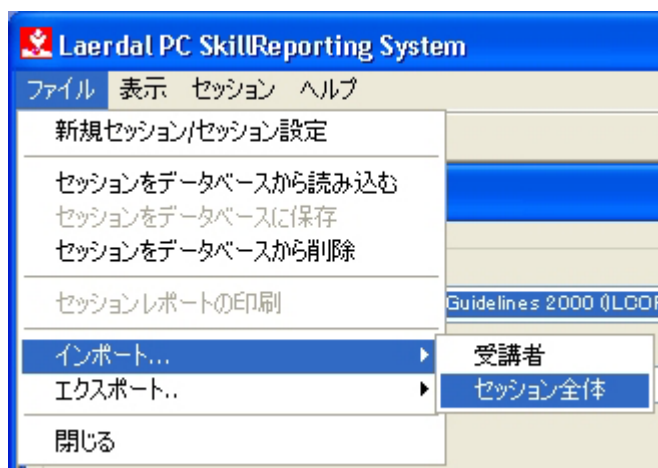 Laerdal PC SkillReporting System
ファイル 表示 セッション ヘルプ
新規セッション/セッション設定
セッションをデータベースから読み込む
セッションをデータベースに保存
セッションをデータベースから削除
セッションレポートの印刷
Guidelines 2000 (ILCOR
インポート...
受講者
エクスポート..
セッション全体
閉じる